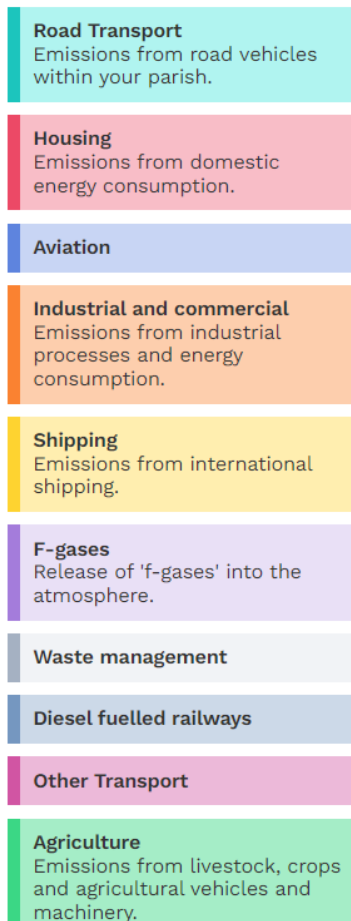 Road Transport
Emissions from road vehicles
within your parish.
Housing
Emissions from domestic
energy consumption.
Aviation
Industrial and commercial
Emissions from industrial
processes and energy
consumption.
Shipping
Emissions from international
shipping.
F-gases
Release of 'f-gases' into the
atmosphere.
Waste management
Diesel fuelled railways
Other Transport
Agriculture
Emissions from livestock, crops
and agricultural vehicles and
machinery.